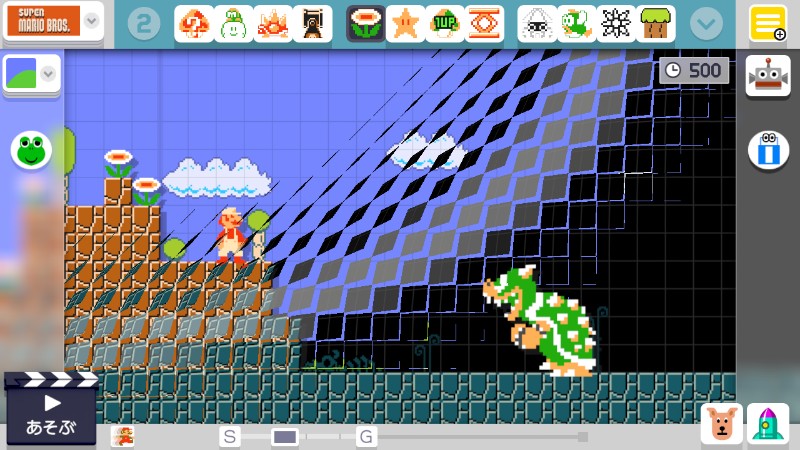 SUPER
MARIO BROS.
2
1UP
500
あそぶ
S
G